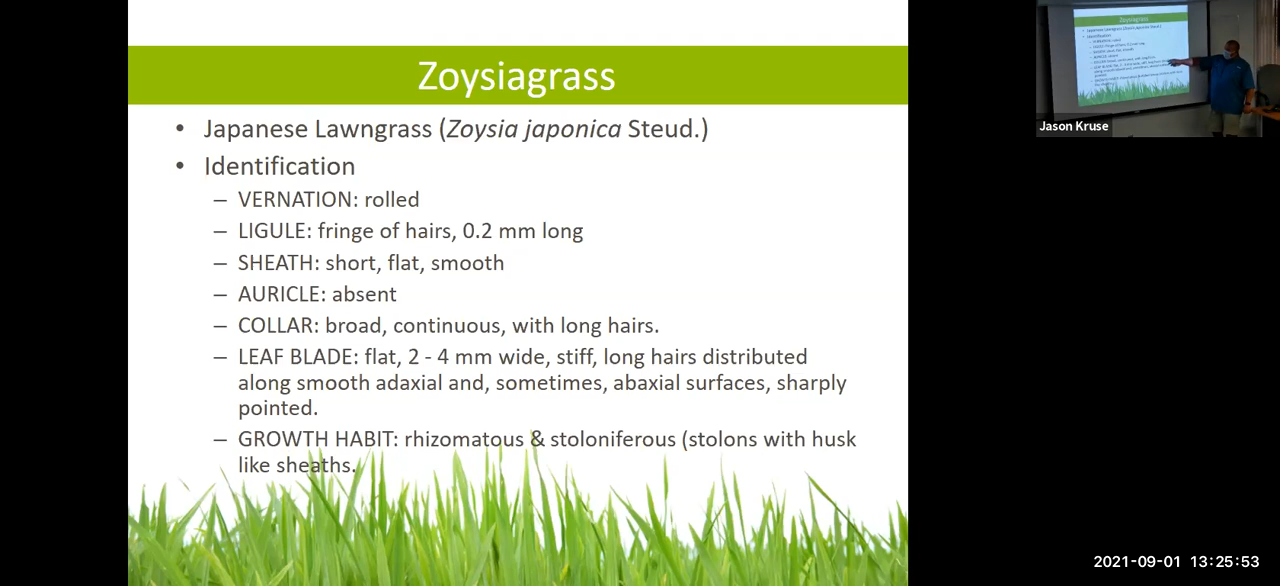 Zoysiagrass
• Japanese Lawngrass (Zoysia japonica Steud.)
• Identification
– VERNATION: rolled
– LIGULE: fringe of hairs, 0.2 mm long
– SHEATH: short, flat, smooth
– AURICLE: absent
– COLLAR: broad, continuous, with long hairs.
– LEAF BLADE: flat, 2 - 4 mm wide, stiff, long hairs distributed
along smooth adaxial and, sometimes, abaxial surfaces, sharply
pointed.
– GROWTH HABIT: rhizomatous & stoloniferous (stolons with husk
like sheaths.
Zoysiagrass
Jason Kruse
2021-09-01 13:25:53